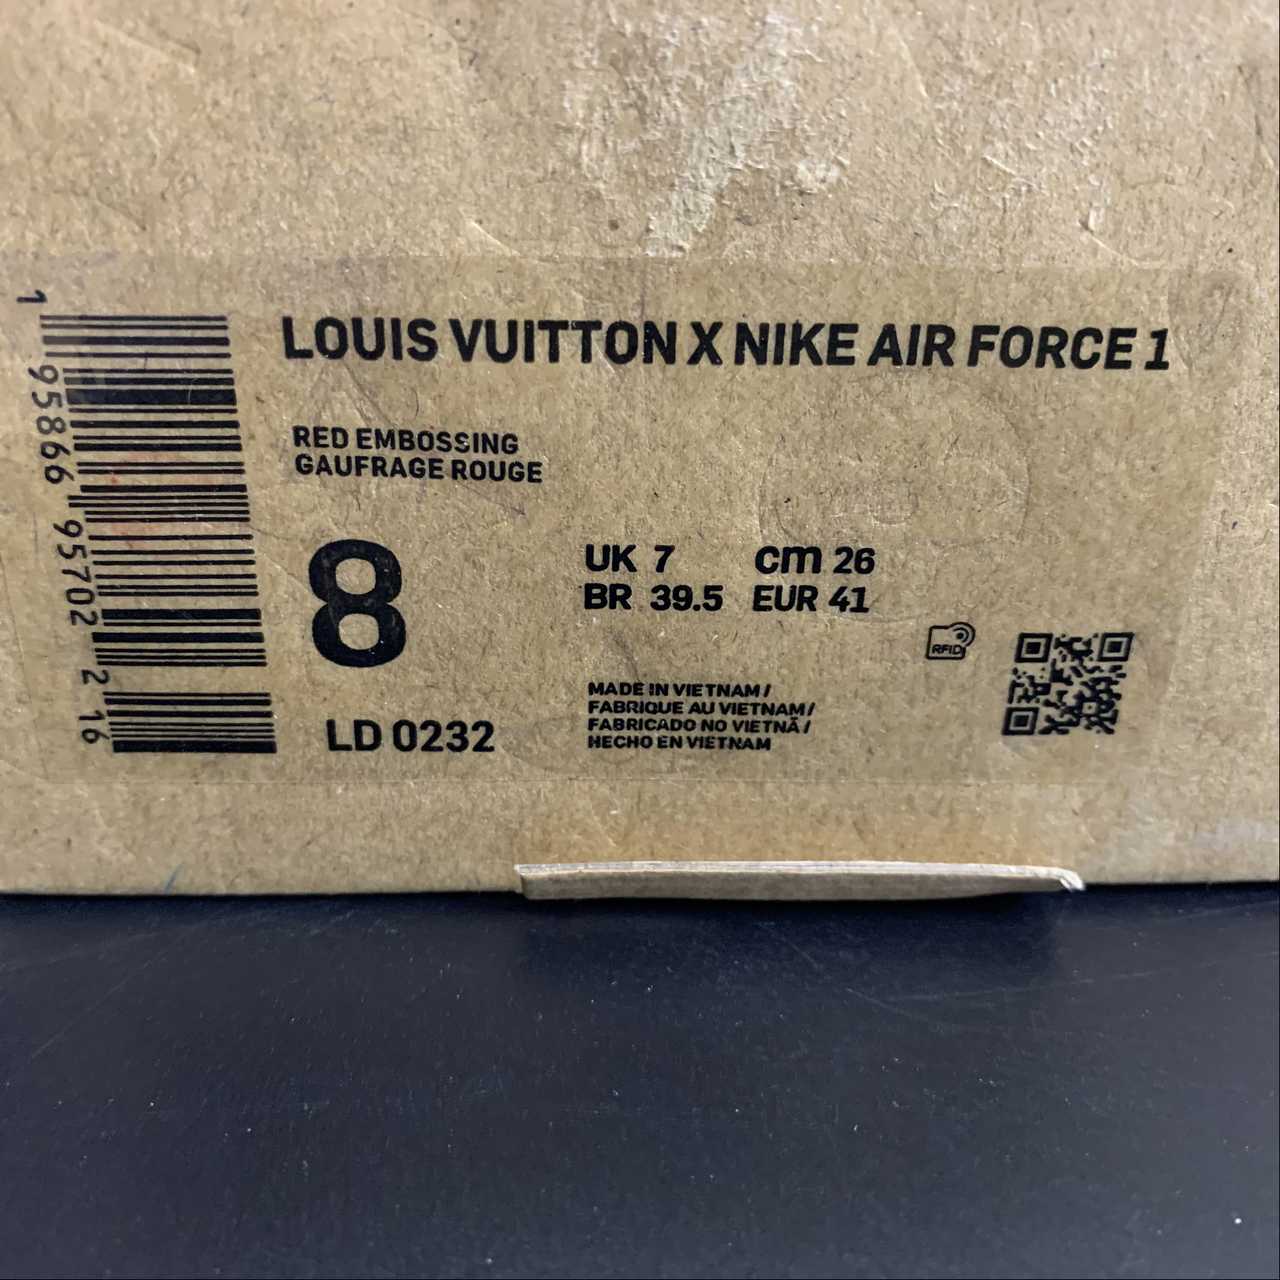 LOUIS VUITTON X NIKE AIR FORCE 1
RED EMBOSSING
GAUFRAGE ROUGE
8
UK 7 cm 26
BR 39.5 EUR 41
RFID
LD 0232
MADE IN VIETNAM /
FABRIQUE AU VIETNAM /
FABRICADO NO VIETNÃ /
HECHO EN VIETNAM
1 95866 95702 2 16